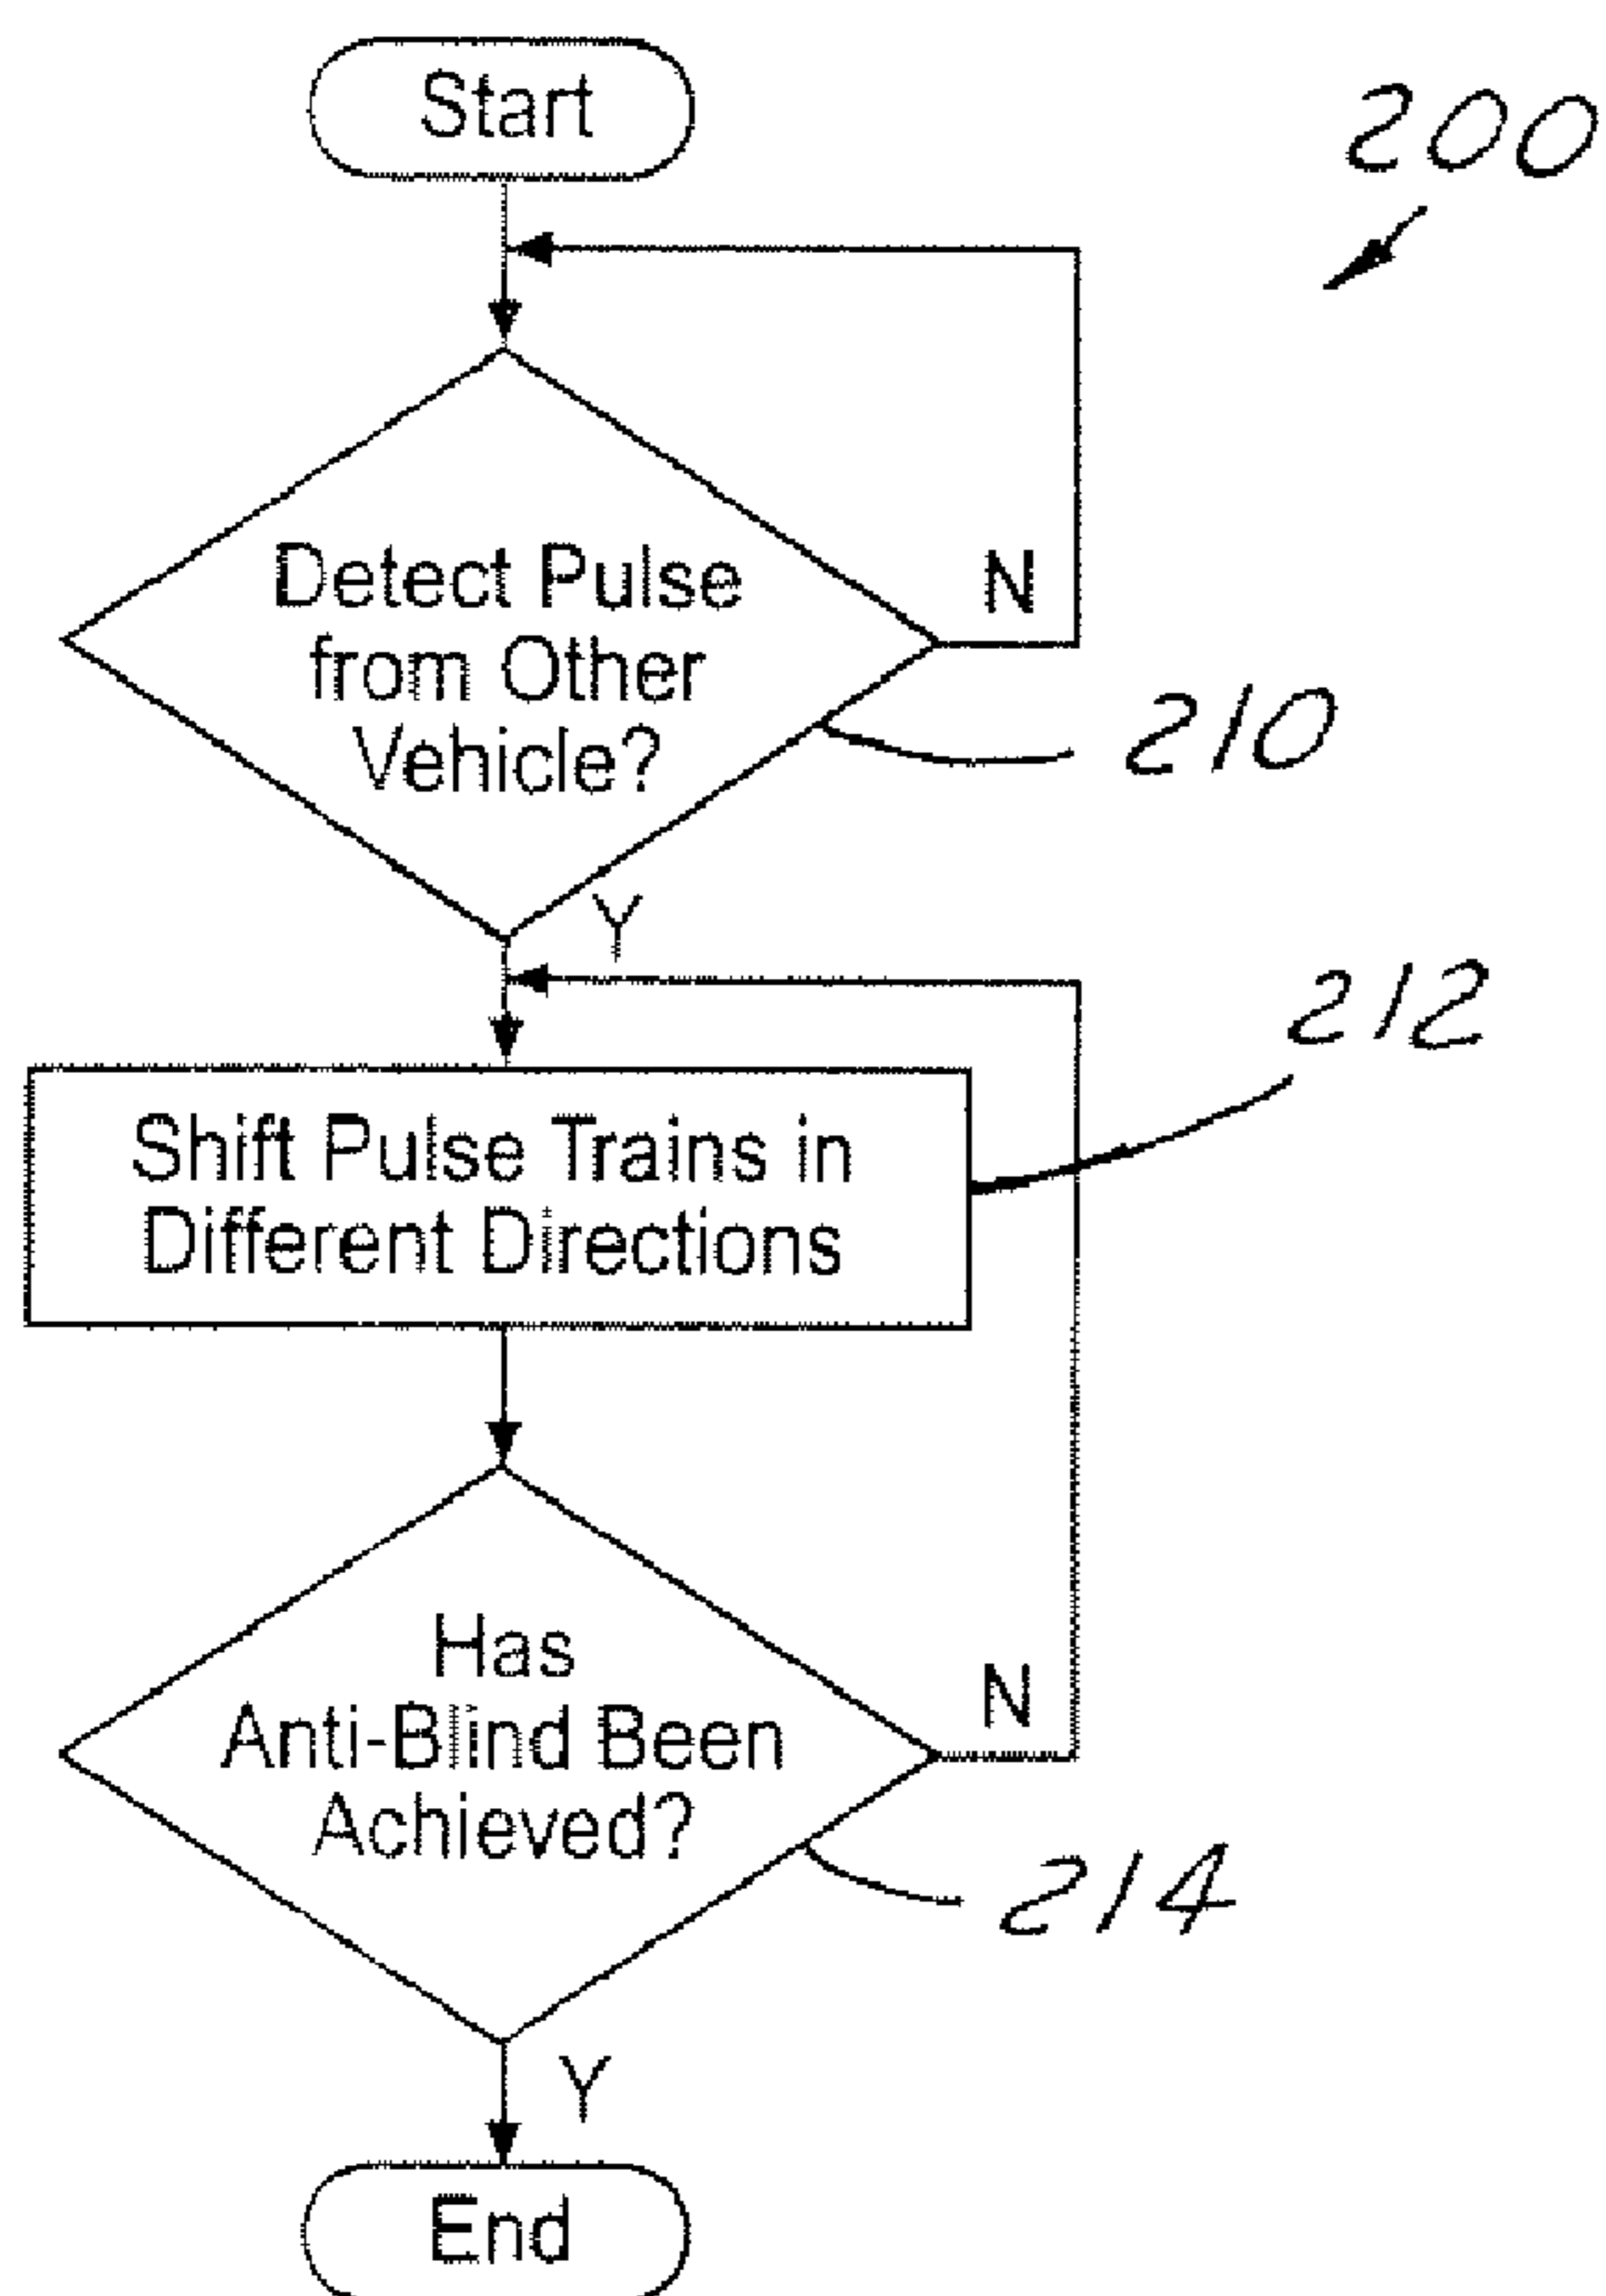 Start
200
Detect Pulse
from Other
Vehicle?
N
210
Y
212
Shift Pulse Trains in
Different Directions
Has
Anti-Blind Been
Achieved?
N
214
Y
End